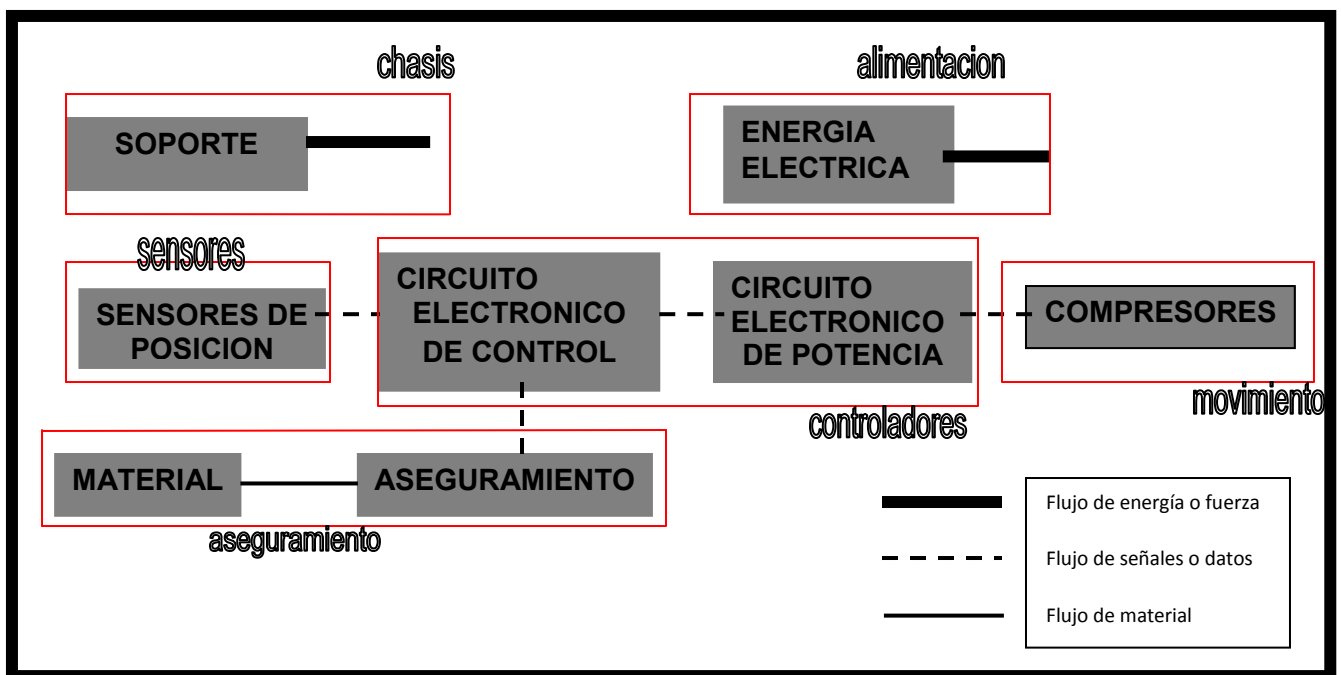 chasis
SOPORTE
alimentacion
ENERGIA
ELECTRICA
sensores
SENSORES DE
POSICION
CIRCUITO
ELECTRONICO
DE CONTROL
CIRCUITO
ELECTRONICO
DE POTENCIA
controladores
COMPRESORES
movimiento
MATERIAL
ASEGURAMIENTO
aseguramiento
Flujo de energía o fuerza
Flujo de señales o datos
Flujo de material